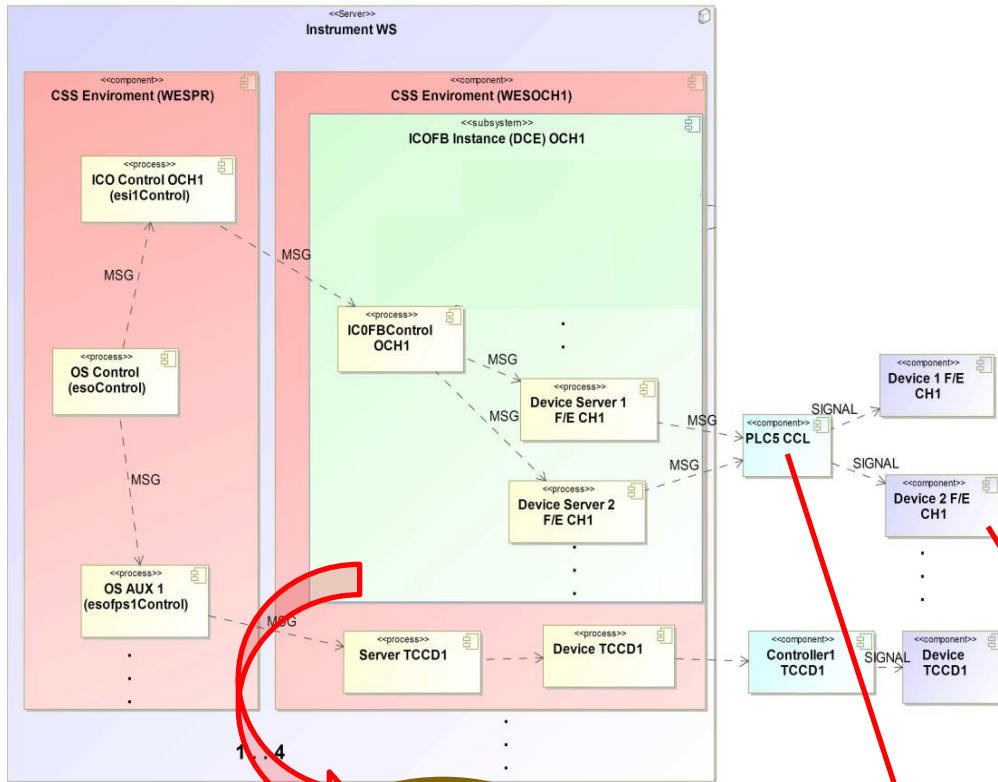 <<Server>>
Instrument WS
<<component>>
CSS Enviroment (WESPR)
<<process>>
ICO Control OCH1
(esi1Control)
MSG
<<process>>
OS Control
(esoControl)
MSG
<<process>>
OS AUX 1
(esofps1Control)
MSG
<<component>>
CSS Enviroment (WESOCH1)
<<subsystem>>
ICOFB Instance (DCE) OCH1
MSG
<<process>>
IC0FBControl
OCH1
MSG
<<process>>
Device Server 1
F/E CH1
MSG
MSG
<<process>>
Device Server 2
F/E CH1
MSG
<<component>>
PLC5 CCL
SIGNAL
<<component>>
Device 1 F/E
CH1
SIGNAL
<<component>>
Device 2 F/E
CH1
<<process>>
Server TCCD1
<<process>>
Device TCCD1
<<component>>
Controller1
TCCD1
SIGNAL
<<component>>
Device
TCCD1
1 . . . 4